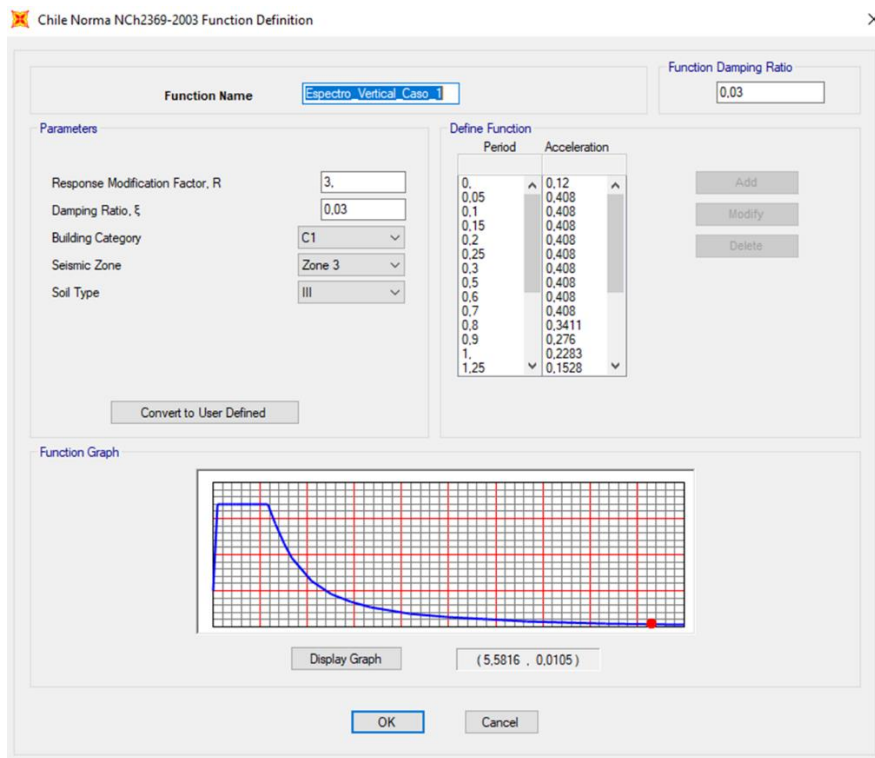 Chile Norma NCh2369-2003 Function Definition
Function Damping Ratio
Function Name Espectro_Vertical_Caso_1 0,03
Parameters
Response Modification Factor, R 3,
Damping Ratio, ξ 0,03
Building Category C1
Seismic Zone Zone 3
Soil Type III
Convert to User Defined
Define Function
Period Acceleration
0, 0,12
0,05 0,408
0,1 0,408
0,15 0,408
0,2 0,408
0,25 0,408
0,3 0,408
0,5 0,408
0,6 0,408
0,7 0,408
0,8 0,3411
0,9 0,276
1, 0,2283
1,25 0,1528
Add
Modify
Delete
Function Graph
Display Graph (5,5816 , 0,0105)
OK Cancel